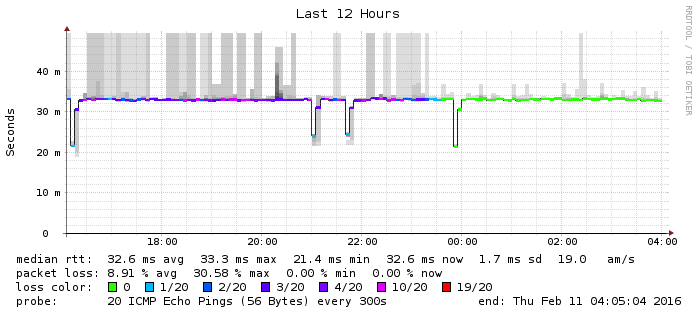 Last 12 Hours
RRDTOOL / TOBI OETIKER
Seconds
40 m
30 m
20 m
10 m
0
18:00 20:00 22:00 00:00 02:00 04:00
median rtt: 32.6 ms avg 33.3 ms max 21.4 ms min 32.6 ms now 1.7 ms sd 19.0 am/s
packet loss: 8.91 % avg 30.58 % max 0.00 % min 0.00 % now
loss color: 0 1/20 2/20 3/20 4/20 10/20 19/20
probe: 20 ICMP Echo Pings (56 Bytes) every 300s end: Thu Feb 11 04:05:04 2016